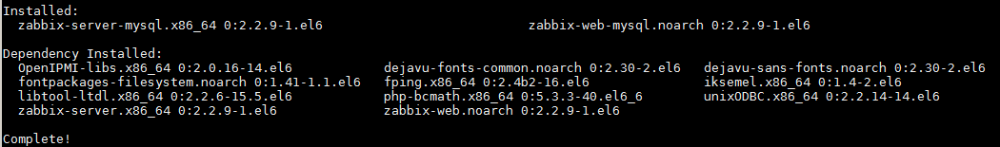 Installed:
  zabbix-server-mysql.x86_64 0:2.2.9-1.el6                           zabbix-web-mysql.noarch 0:2.2.9-1.el6

Dependency Installed:
  OpenIPMI-libs.x86_64 0:2.0.16-14.el6            dejavu-fonts-common.noarch 0:2.30-2.el6   dejavu-sans-fonts.noarch 0:2.30-2.el6
  fontpackages-filesystem.noarch 0:1.41-1.1.el6   fping.x86_64 0:2.4b2-16.el6               iksemel.x86_64 0:1.4-2.el6
  libtool-ltdl.x86_64 0:2.2.6-15.5.el6            php-bcmath.x86_64 0:5.3.3-40.el6_6        unixODBC.x86_64 0:2.2.14-14.el6
  zabbix-server.x86_64 0:2.2.9-1.el6              zabbix-web.noarch 0:2.2.9-1.el6

Complete!